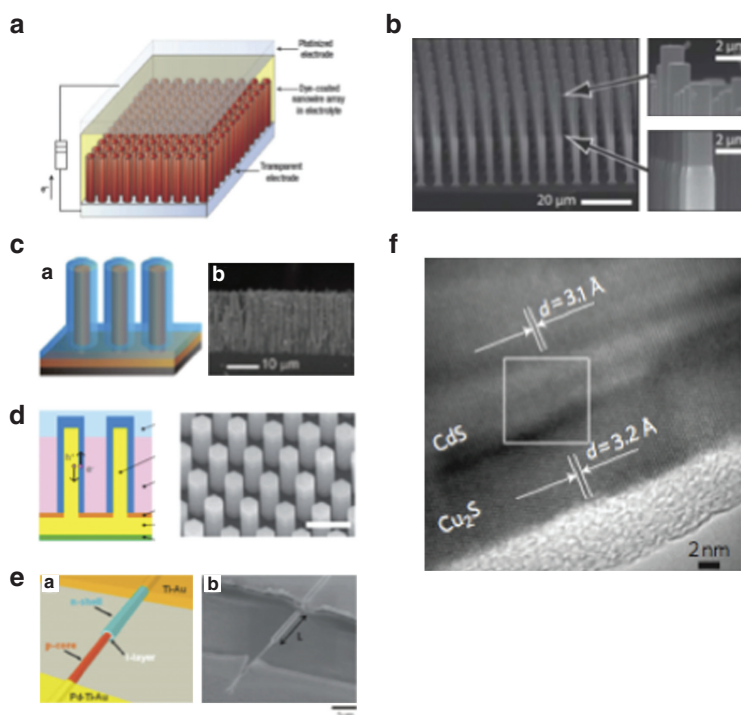 a
Platinized
electrode
Dye-coated
nanowire array
in electrolyte
Transparent
electrode
e⁻
b
2 µm
2 µm
20 µm
c
a
b
10 µm
d
e
a
Ti-Au
n-shell
i-layer
p-core
Pd-Ti-Au
b
L
f
d=3.1 Å
CdS
d=3.2 Å
Cu₂S
2 nm